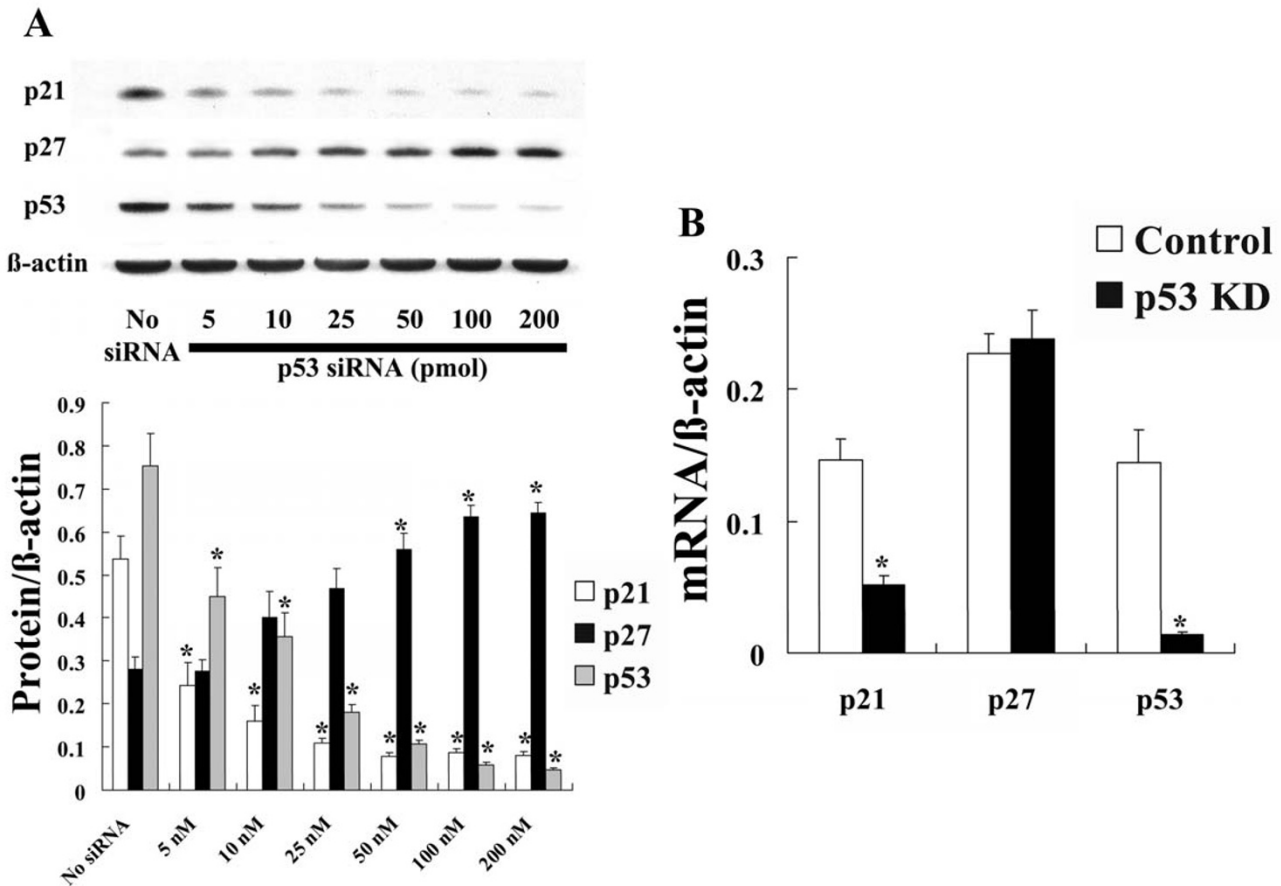 A
p21
p27
p53
ß-actin
No 5 10 25 50 100 200
siRNA
p53 siRNA (pmol)
0.9
0.8
0.7
0.6
0.5
0.4
0.3
0.2
0.1
0
Protein/ß-actin
* * * * * * * * * * * * * * *
No siRNA 5 nM 10 nM 25 nM 50 nM 100 nM 200 nM
p21
p27
p53
B
Control
p53 KD
0.3
0.2
0.1
0
mRNA/ß-actin
* *
p21 p27 p53